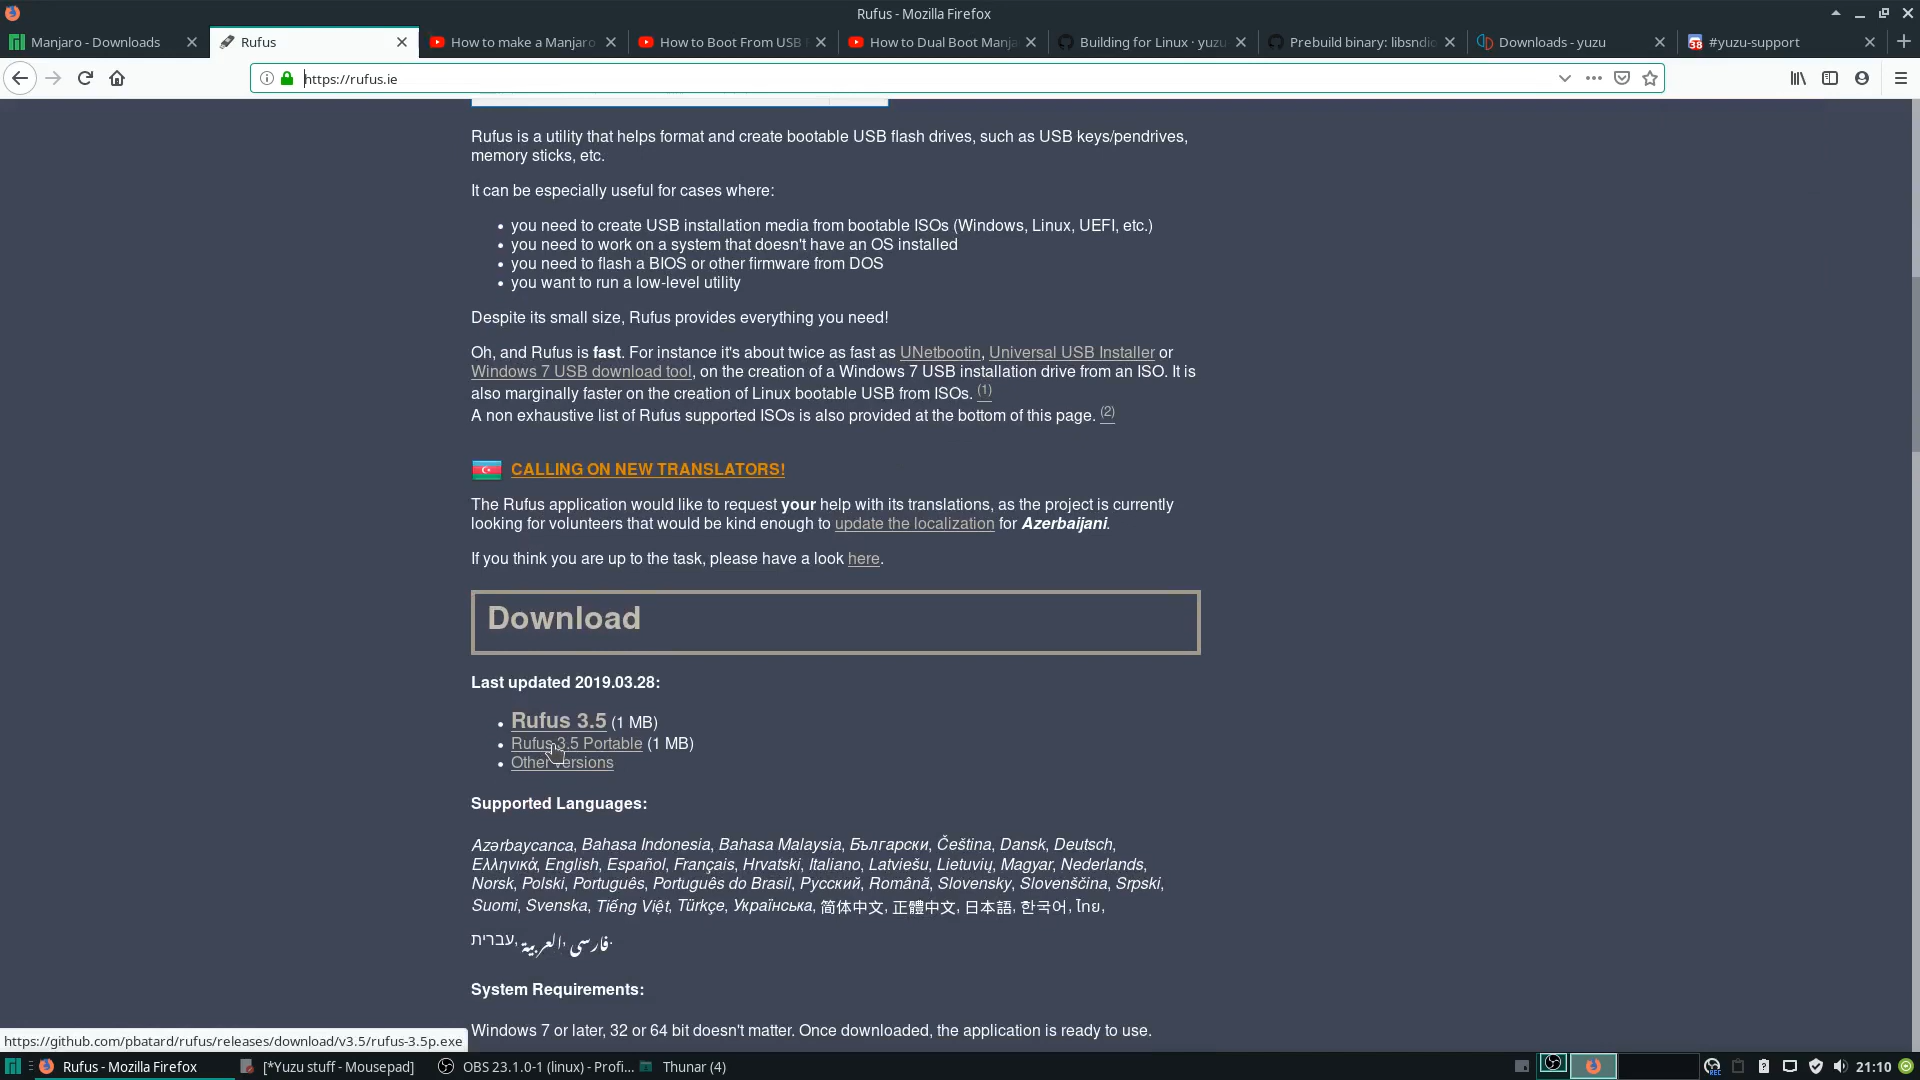 Rufus - Mozilla Firefox
Manjaro - Downloads
Rufus
How to make a Manjaro
How to Boot From USB
How to Dual Boot Manja
Building for Linux · yuzu
Prebuild binary: libsndio
Downloads - yuzu
38
#yuzu-support
https://rufus.ie
Rufus is a utility that helps format and create bootable USB flash drives, such as USB keys/pendrives,
memory sticks, etc.
It can be especially useful for cases where:
• you need to create USB installation media from bootable ISOs (Windows, Linux, UEFI, etc.)
• you need to work on a system that doesn't have an OS installed
• you need to flash a BIOS or other firmware from DOS
• you want to run a low-level utility
Despite its small size, Rufus provides everything you need!
Oh, and Rufus is fast. For instance it's about twice as fast as UNetbootin, Universal USB Installer or
Windows 7 USB download tool, on the creation of a Windows 7 USB installation drive from an ISO. It is
also marginally faster on the creation of Linux bootable USB from ISOs. (1)
A non exhaustive list of Rufus supported ISOs is also provided at the bottom of this page. (2)
CALLING ON NEW TRANSLATORS!
The Rufus application would like to request your help with its translations, as the project is currently
looking for volunteers that would be kind enough to update the localization for Azerbaijani.
If you think you are up to the task, please have a look here.
Download
Last updated 2019.03.28:
• Rufus 3.5 (1 MB)
• Rufus 3.5 Portable (1 MB)
• Other versions
Supported Languages:
Azərbaycanca, Bahasa Indonesia, Bahasa Malaysia, Български, Čeština, Dansk, Deutsch,
Ελληνικά, English, Español, Français, Hrvatski, Italiano, Latviešu, Lietuvių, Magyar, Nederlands,
Norsk, Polski, Português, Português do Brasil, Русский, Română, Slovensky, Slovenščina, Srpski,
Suomi, Svenska, Tiếng Việt, Türkçe, Українська, 简体中文, 正體中文, 日本語, 한국어, ไทย,
עברית, العربية, فارسی.
System Requirements:
Windows 7 or later, 32 or 64 bit doesn't matter. Once downloaded, the application is ready to use.
https://github.com/pbatard/rufus/releases/download/v3.5/rufus-3.5p.exe
Rufus - Mozilla Firefox
[*Yuzu stuff - Mousepad]
OBS 23.1.0-1 (linux) - Profi...
Thunar (4)
REC
21:10